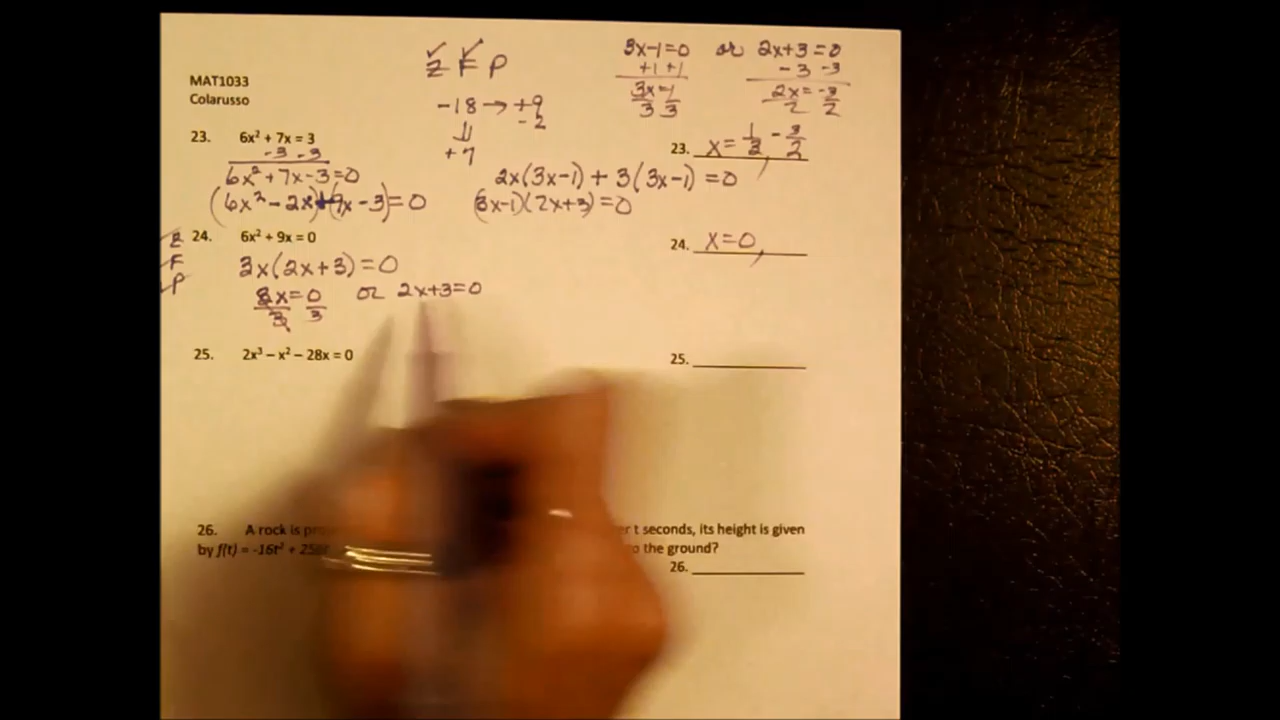 MAT1033
Colarusso
Z F P
-18 → +9
-2
+7
3x-1=0 or 2x+3=0
+1 +1 -3 -3
3x=1 2x=-3
3 3 2 2
23. 6x² + 7x = 3
-3 -3
6x²+7x-3=0
(6x²-2x)+(9x-3)=0
2x(3x-1)+3(3x-1)=0
(3x-1)(2x+3)=0
23. x= 1/3, -3/2
Z
F
P
24. 6x² + 9x = 0
3x(2x+3)=0
3x=0 or 2x+3=0
3 3
24. x=0,
25. 2x³ – x² – 28x = 0
25.
26. A rock is t seconds, its height is given
by f(t) = -16t² + the ground?
26.